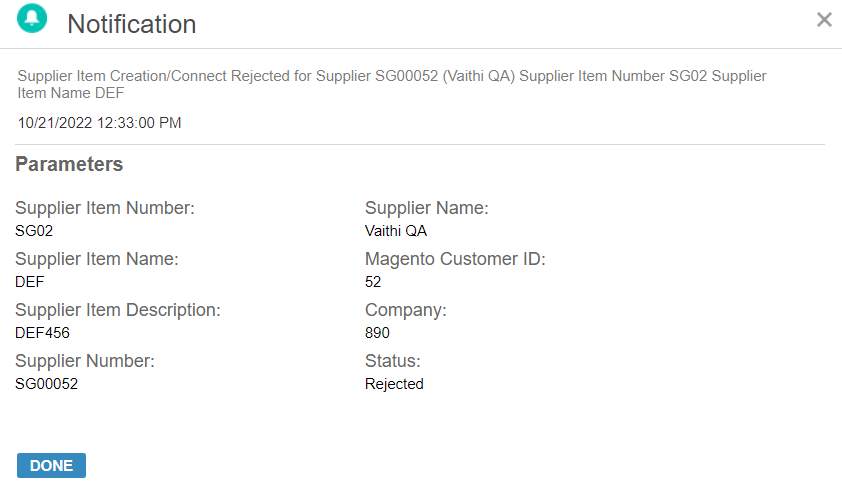 Notification
Supplier Item Creation/Connect Rejected for Supplier SG00052 (Vaithi QA) Supplier Item Number SG02 Supplier
Item Name DEF
10/21/2022 12:33:00 PM
Parameters
Supplier Item Number:
SG02
Supplier Item Name:
DEF
Supplier Item Description:
DEF456
Supplier Number:
SG00052
Supplier Name:
Vaithi QA
Magento Customer ID:
52
Company:
890
Status:
Rejected
DONE